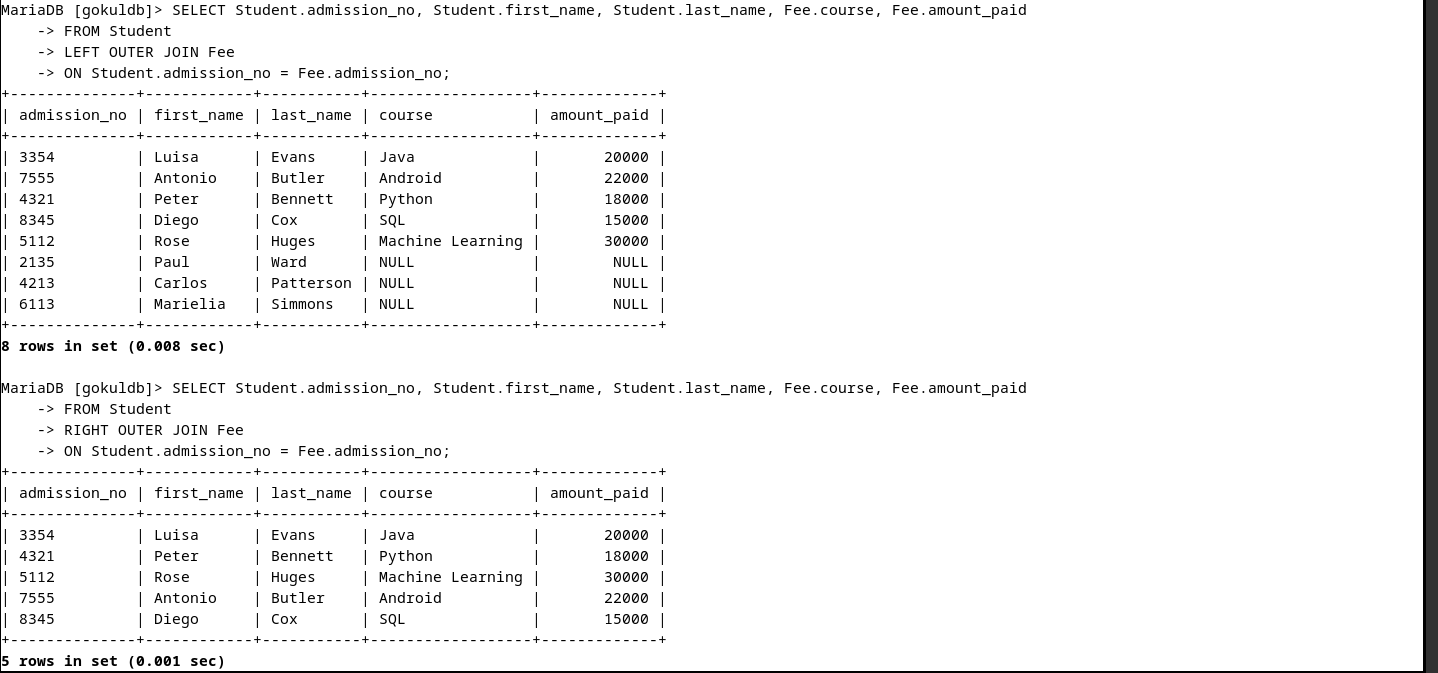 MariaDB [gokuldb]> SELECT Student.admission_no, Student.first_name, Student.last_name, Fee.course, Fee.amount_paid
    -> FROM Student
    -> LEFT OUTER JOIN Fee
    -> ON Student.admission_no = Fee.admission_no;
+--------------+------------+-----------+------------------+-------------+
| admission_no | first_name | last_name | course           | amount_paid |
+--------------+------------+-----------+------------------+-------------+
| 3354         | Luisa      | Evans     | Java             |       20000 |
| 7555         | Antonio    | Butler    | Android          |       22000 |
| 4321         | Peter      | Bennett   | Python           |       18000 |
| 8345         | Diego      | Cox       | SQL              |       15000 |
| 5112         | Rose       | Huges     | Machine Learning |       30000 |
| 2135         | Paul       | Ward      | NULL             |        NULL |
| 4213         | Carlos     | Patterson | NULL             |        NULL |
| 6113         | Marielia   | Simmons   | NULL             |        NULL |
+--------------+------------+-----------+------------------+-------------+
8 rows in set (0.008 sec)

MariaDB [gokuldb]> SELECT Student.admission_no, Student.first_name, Student.last_name, Fee.course, Fee.amount_paid
    -> FROM Student
    -> RIGHT OUTER JOIN Fee
    -> ON Student.admission_no = Fee.admission_no;
+--------------+------------+-----------+------------------+-------------+
| admission_no | first_name | last_name | course           | amount_paid |
+--------------+------------+-----------+------------------+-------------+
| 3354         | Luisa      | Evans     | Java             |       20000 |
| 4321         | Peter      | Bennett   | Python           |       18000 |
| 5112         | Rose       | Huges     | Machine Learning |       30000 |
| 7555         | Antonio    | Butler    | Android          |       22000 |
| 8345         | Diego      | Cox       | SQL              |       15000 |
+--------------+------------+-----------+------------------+-------------+
5 rows in set (0.001 sec)